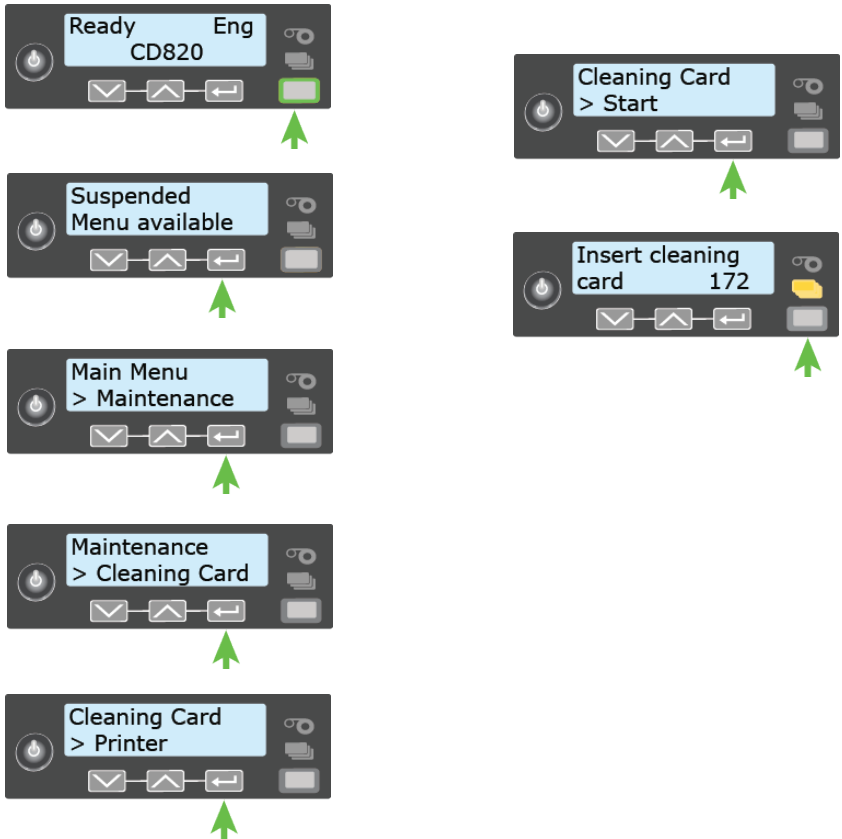 Ready Eng
CD820
Suspended
Menu available
Main Menu
> Maintenance
Maintenance
> Cleaning Card
Cleaning Card
> Printer
Cleaning Card
> Start
Insert cleaning
card 172